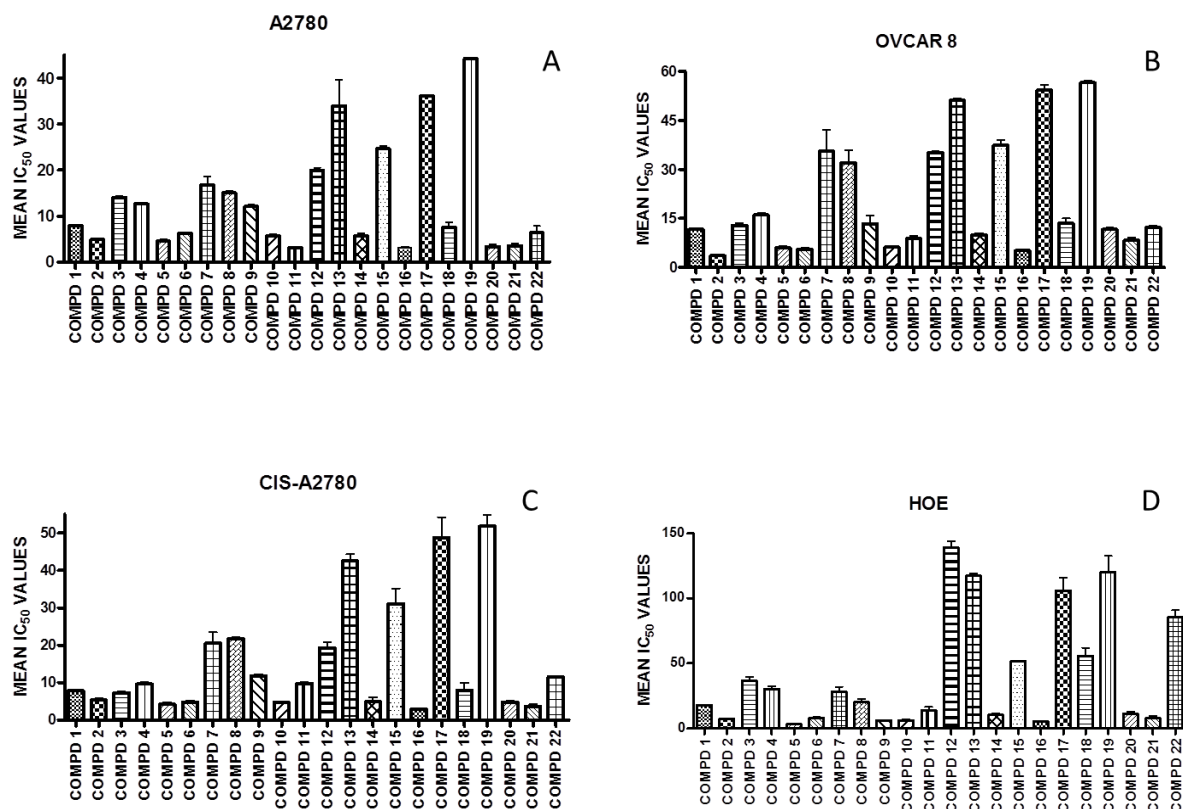 A2780
A
MEAN IC50 VALUES
40
30
20
10
0
COMPD 1
COMPD 2
COMPD 3
COMPD 4
COMPD 5
COMPD 6
COMPD 7
COMPD 8
COMPD 9
COMPD 10
COMPD 11
COMPD 12
COMPD 13
COMPD 14
COMPD 15
COMPD 16
COMPD 17
COMPD 18
COMPD 19
COMPD 20
COMPD 21
COMPD 22
OVCAR 8
B
MEAN IC50 VALUES
60
45
30
15
0
COMPD 1
COMPD 2
COMPD 3
COMPD 4
COMPD 5
COMPD 6
COMPD 7
COMPD 8
COMPD 9
COMPD 10
COMPD 11
COMPD 12
COMPD 13
COMPD 14
COMPD 15
COMPD 16
COMPD 17
COMPD 18
COMPD 19
COMPD 20
COMPD 21
COMPD 22
CIS-A2780
C
MEAN IC50 VALUES
50
40
30
20
10
0
COMPD 1
COMPD 2
COMPD 3
COMPD 4
COMPD 5
COMPD 6
COMPD 7
COMPD 8
COMPD 9
COMPD 10
COMPD 11
COMPD 12
COMPD 13
COMPD 14
COMPD 15
COMPD 16
COMPD 17
COMPD 18
COMPD 19
COMPD 20
COMPD 21
COMPD 22
HOE
D
MEAN IC50 VALUES
150
100
50
0
COMPD 1
COMPD 2
COMPD 3
COMPD 4
COMPD 5
COMPD 6
COMPD 7
COMPD 8
COMPD 9
COMPD 10
COMPD 11
COMPD 12
COMPD 13
COMPD 14
COMPD 15
COMPD 16
COMPD 17
COMPD 18
COMPD 19
COMPD 20
COMPD 21
COMPD 22